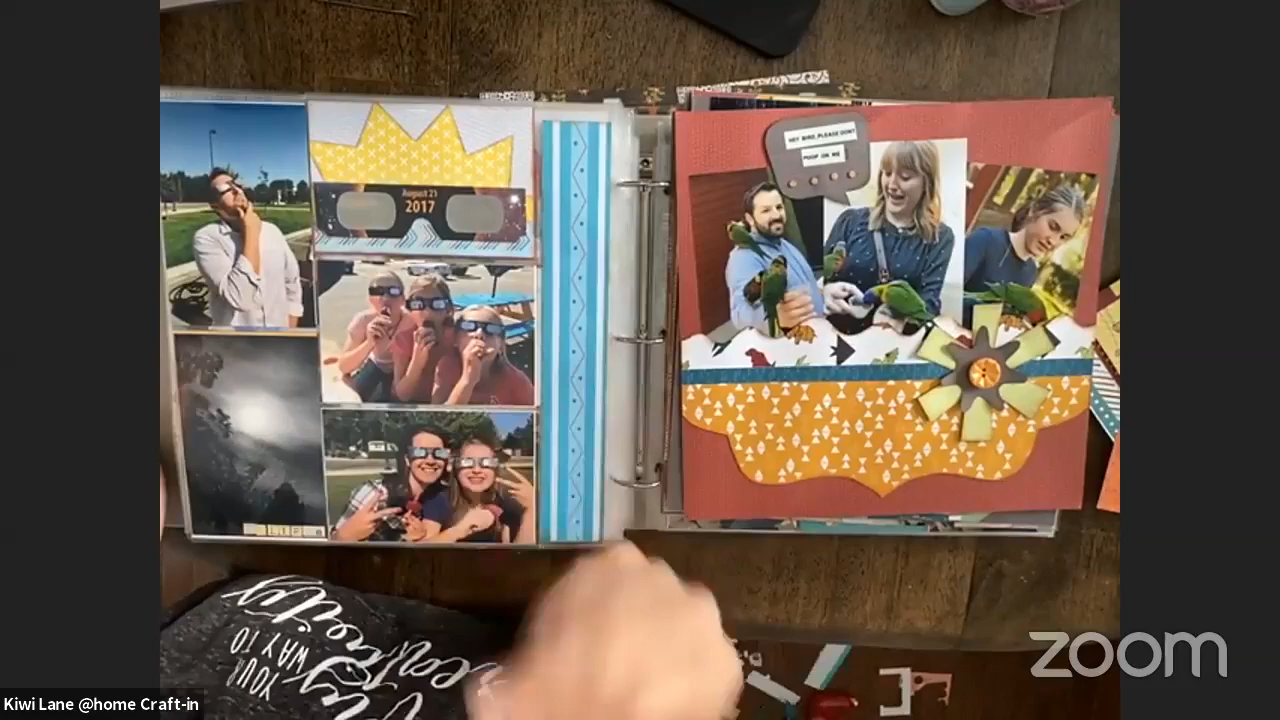 August 21
2017
HEY BIRD, PLEASE DON'T
POOP ON ME
LIFE
YOUR
WAY TO
zoom
Kiwi Lane @home Craft-in